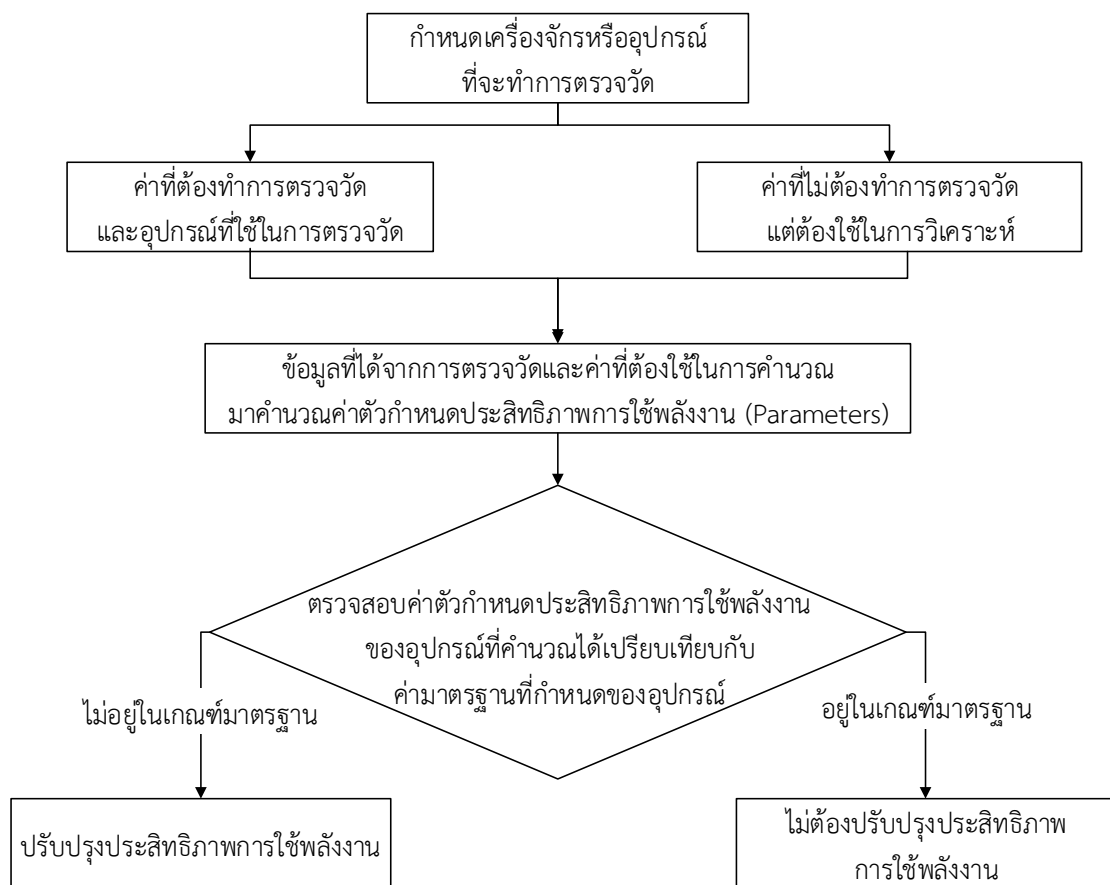 กำหนดเครื่องจักรหรืออุปกรณ์
ที่จะทำการตรวจวัด
ค่าที่ต้องทำการตรวจวัด
และอุปกรณ์ที่ใช้ในการตรวจวัด
ค่าที่ไม่ต้องทำการตรวจวัด
แต่ต้องใช้ในการวิเคราะห์
ข้อมูลที่ได้จากการตรวจวัดและค่าที่ต้องใช้ในการคำนวณ
มาคำนวณค่าตัวกำหนดประสิทธิภาพการใช้พลังงาน (Parameters)
ตรวจสอบค่าตัวกำหนดประสิทธิภาพการใช้พลังงาน
ของอุปกรณ์ที่คำนวณได้เปรียบเทียบกับ
ค่ามาตรฐานที่กำหนดของอุปกรณ์
ไม่อยู่ในเกณฑ์มาตรฐาน
อยู่ในเกณฑ์มาตรฐาน
ปรับปรุงประสิทธิภาพการใช้พลังงาน
ไม่ต้องปรับปรุงประสิทธิภาพ
การใช้พลังงาน